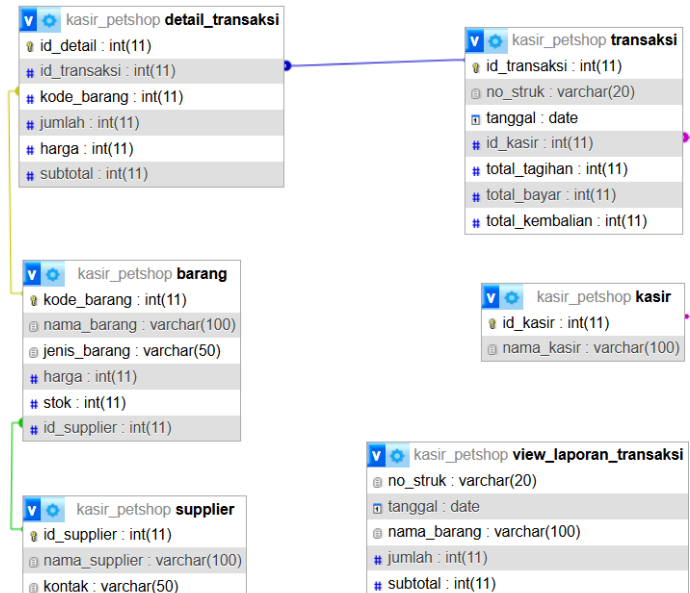 kasir_petshop detail_transaksi
id_detail : int(11)
# id_transaksi : int(11)
# kode_barang : int(11)
# jumlah : int(11)
# harga : int(11)
# subtotal : int(11)
kasir_petshop transaksi
id_transaksi : int(11)
no_struk : varchar(20)
tanggal : date
# id_kasir : int(11)
# total_tagihan : int(11)
# total_bayar : int(11)
# total_kembalian : int(11)
kasir_petshop barang
kode_barang : int(11)
nama_barang : varchar(100)
jenis_barang : varchar(50)
# harga : int(11)
# stok : int(11)
# id_supplier : int(11)
kasir_petshop kasir
id_kasir : int(11)
nama_kasir : varchar(100)
kasir_petshop supplier
id_supplier : int(11)
nama_supplier : varchar(100)
kontak : varchar(50)
kasir_petshop view_laporan_transaksi
no_struk : varchar(20)
tanggal : date
nama_barang : varchar(100)
# jumlah : int(11)
# subtotal : int(11)